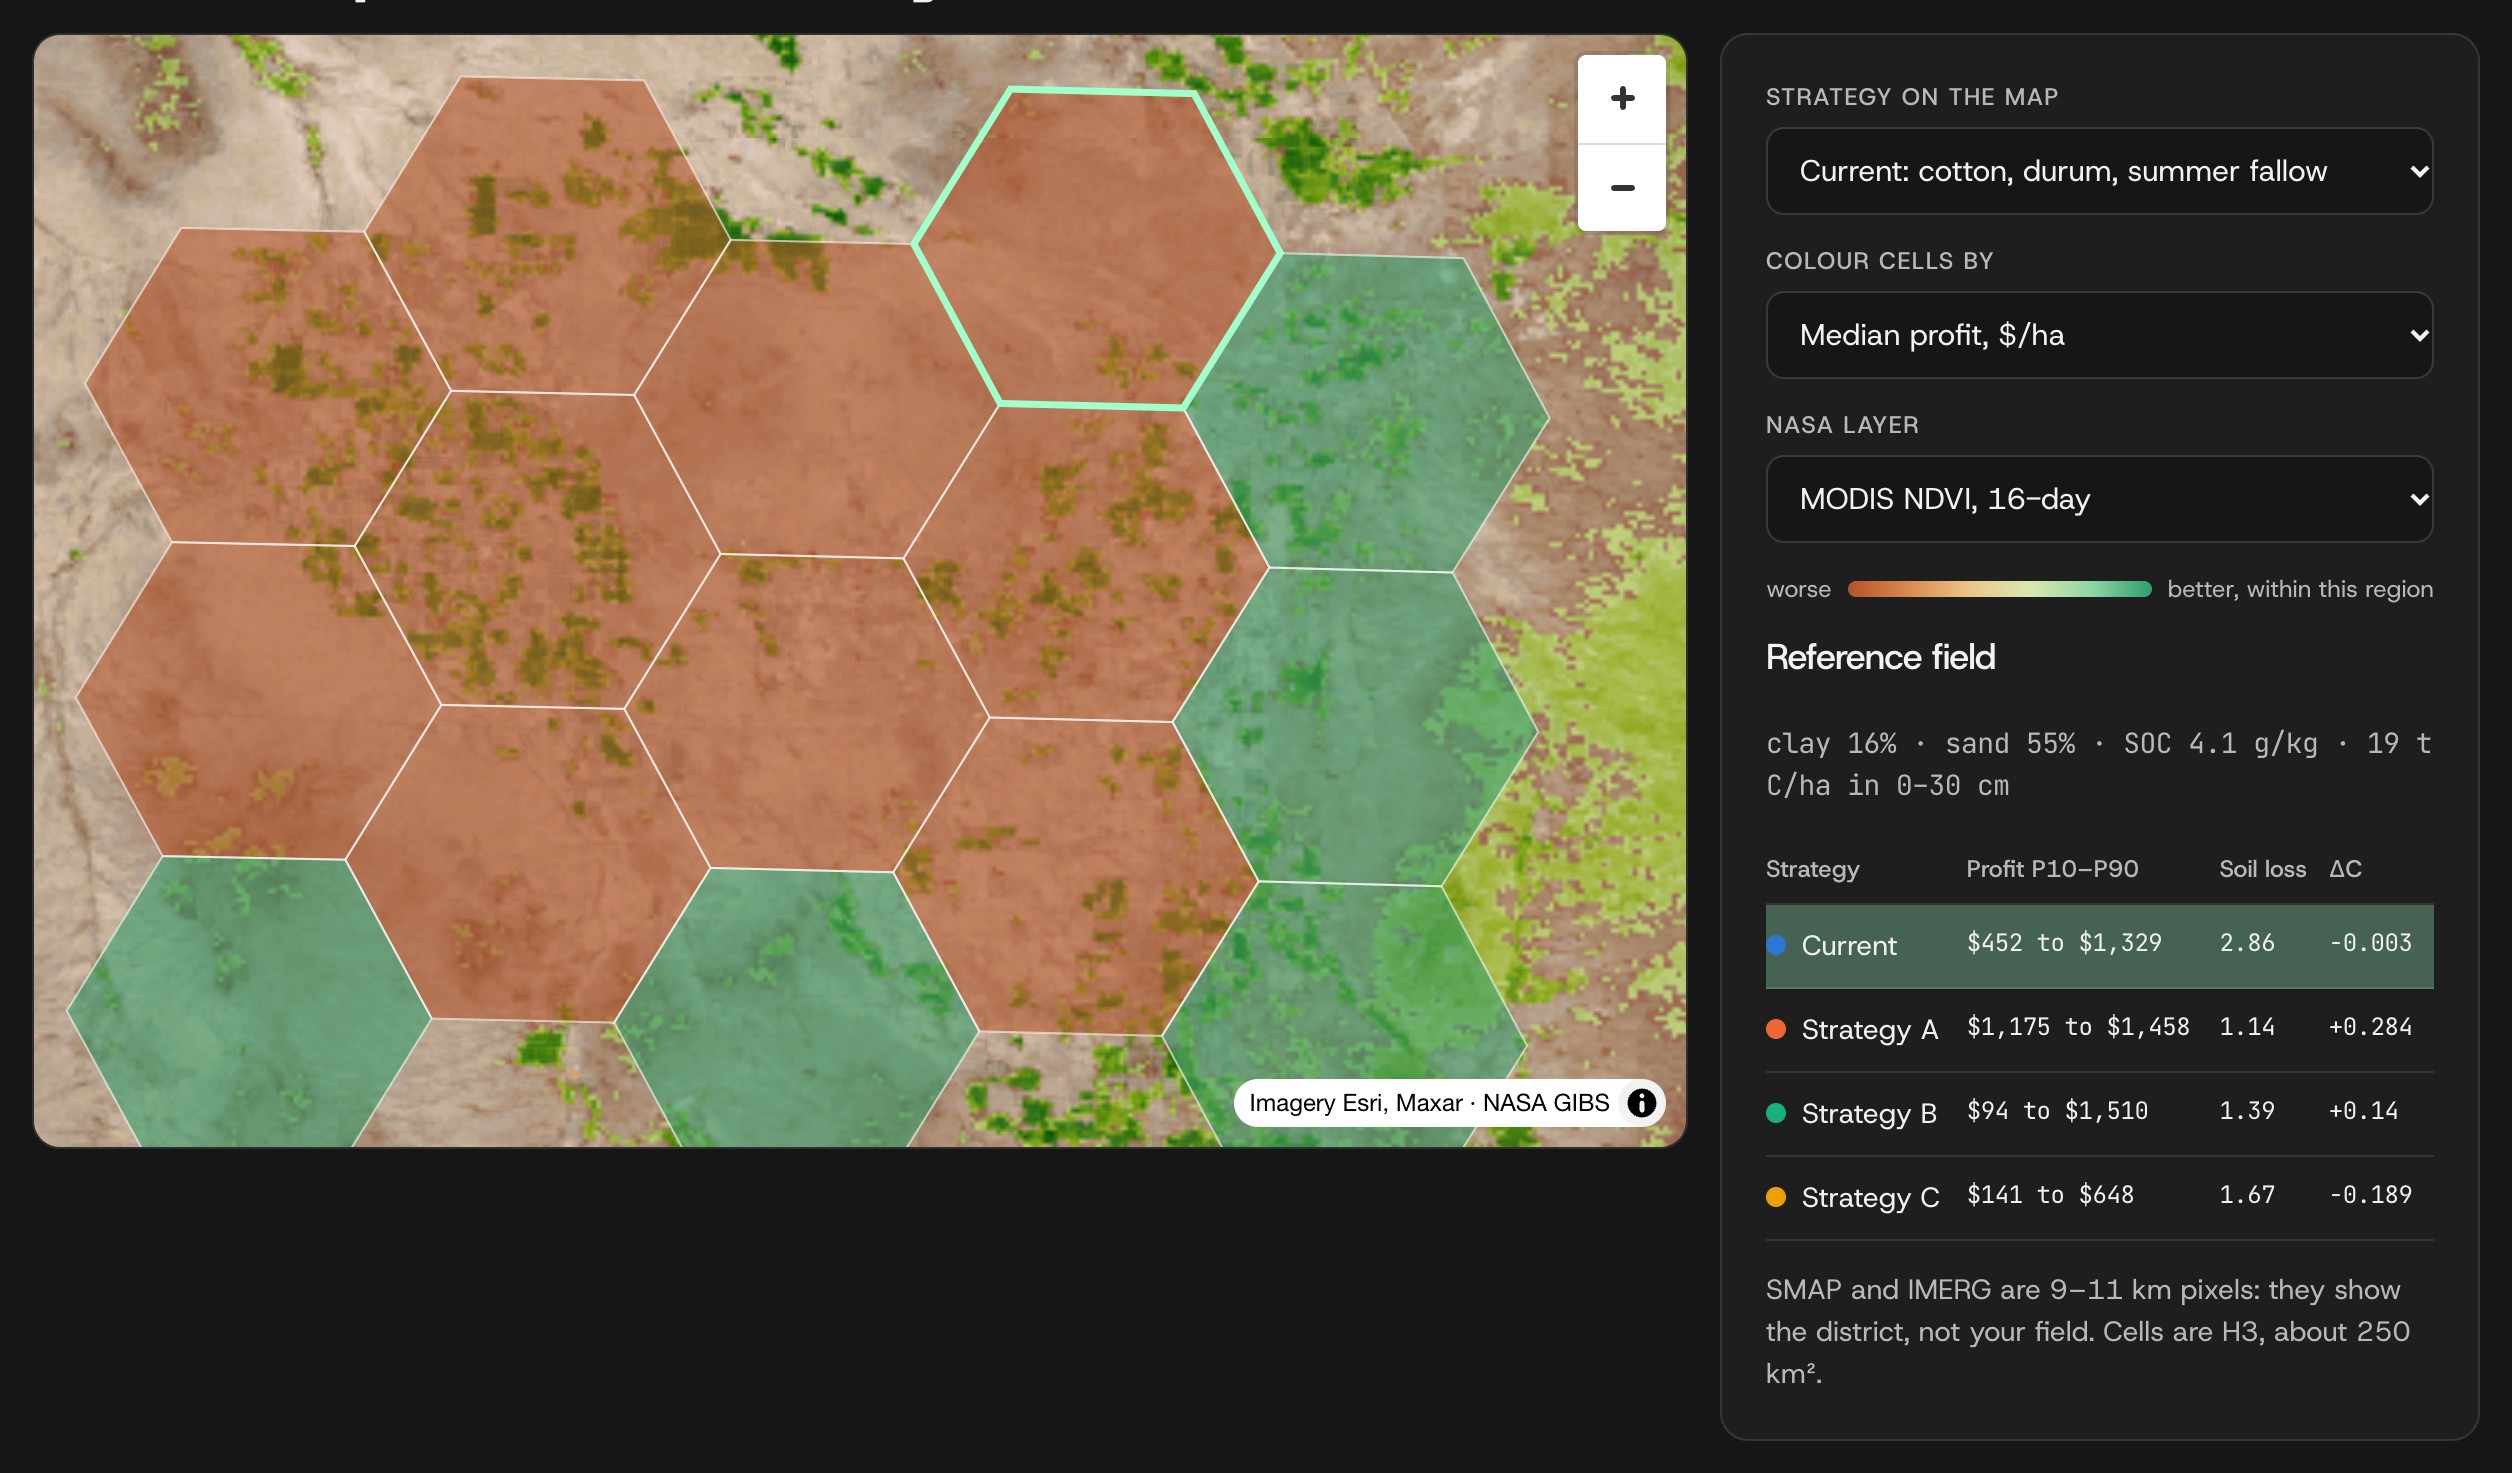 +
−
Imagery Esri, Maxar · NASA GIBS
STRATEGY ON THE MAP
Current: cotton, durum, summer fallow
COLOUR CELLS BY
Median profit, $/ha
NASA LAYER
MODIS NDVI, 16-day
worse better, within this region
Reference field
clay 16% · sand 55% · SOC 4.1 g/kg · 19 t
C/ha in 0–30 cm
Strategy Profit P10–P90 Soil loss ΔC
Current $452 to $1,329 2.86 -0.003
Strategy A $1,175 to $1,458 1.14 +0.284
Strategy B $94 to $1,510 1.39 +0.14
Strategy C $141 to $648 1.67 -0.189
SMAP and IMERG are 9–11 km pixels: they show
the district, not your field. Cells are H3, about 250
km².